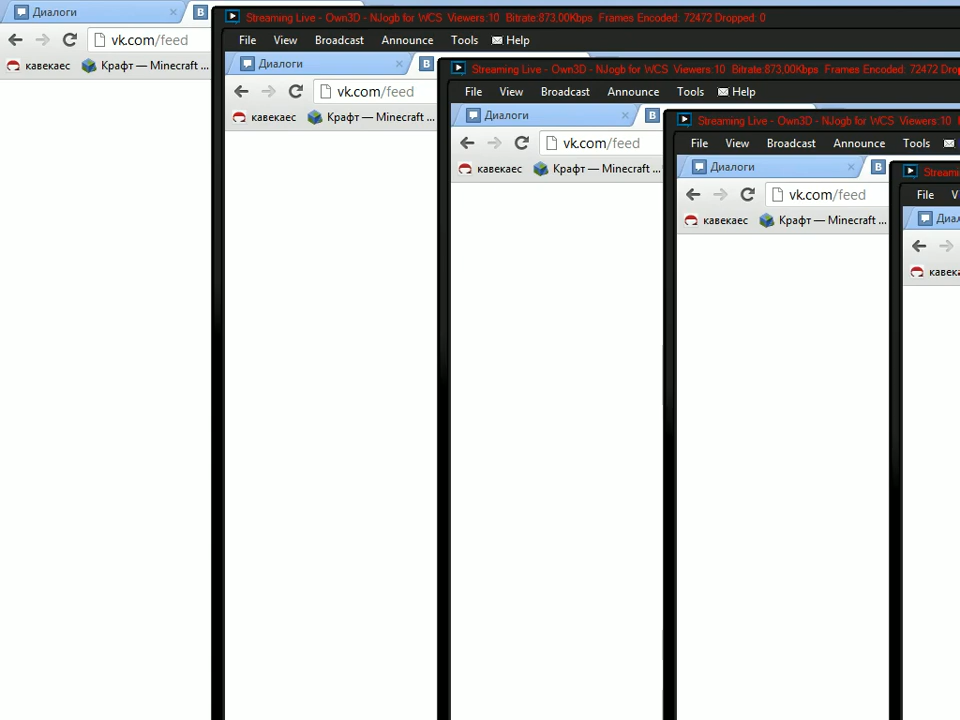 Диалоги
B
vk.com/feed
кавекаес Крафт — Minecraft ...
Streaming Live - Own3D - NJogb for WCS Viewers:10 Bitrate:873,00Kbps Frames Encoded: 72472 Dropped: 0
File View Broadcast Announce Tools Help
Диалоги
B
vk.com/feed
кавекаес Крафт — Minecraft ...
Streaming Live - Own3D - NJogb for WCS Viewers:10 Bitrate:873,00Kbps Frames Encoded: 72472
File View Broadcast Announce Tools Help
Диалоги
B
vk.com/feed
кавекаес Крафт — Minecraft ...
Streaming Live - Own3D - NJogb for WCS Viewers:10
File View Broadcast Announce Tools
Диалоги
B
vk.com/feed
кавекаес Крафт — Minecraft ...
File